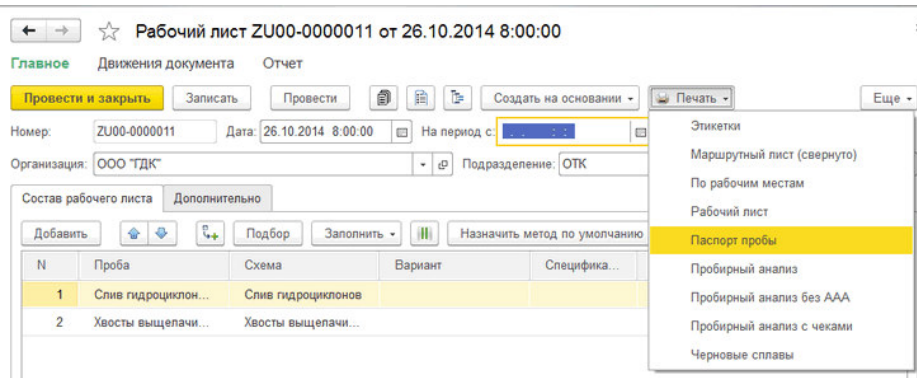 Рабочий лист ZU00-0000011 от 26.10.2014 8:00:00
Главное Движения документа Отчет
Провести и закрыть Записать Провести Создать на основании Печать Еще
Номер: ZU00-0000011 Дата: 26.10.2014 8:00:00 На период с: . . : :
Организация: ООО "ГДК" Подразделение: ОТК
Состав рабочего листа Дополнительно
Добавить Подбор Заполнить Назначить метод по умолчанию
N Проба Схема Вариант Специфика...
1 Слив гидроциклон... Слив гидроциклонов
2 Хвосты выщелачи... Хвосты выщелачи...
Этикетки
Маршрутный лист (свернуто)
По рабочим местам
Рабочий лист
Паспорт пробы
Пробирный анализ
Пробирный анализ без ААА
Пробирный анализ с чеками
Черновые сплавы